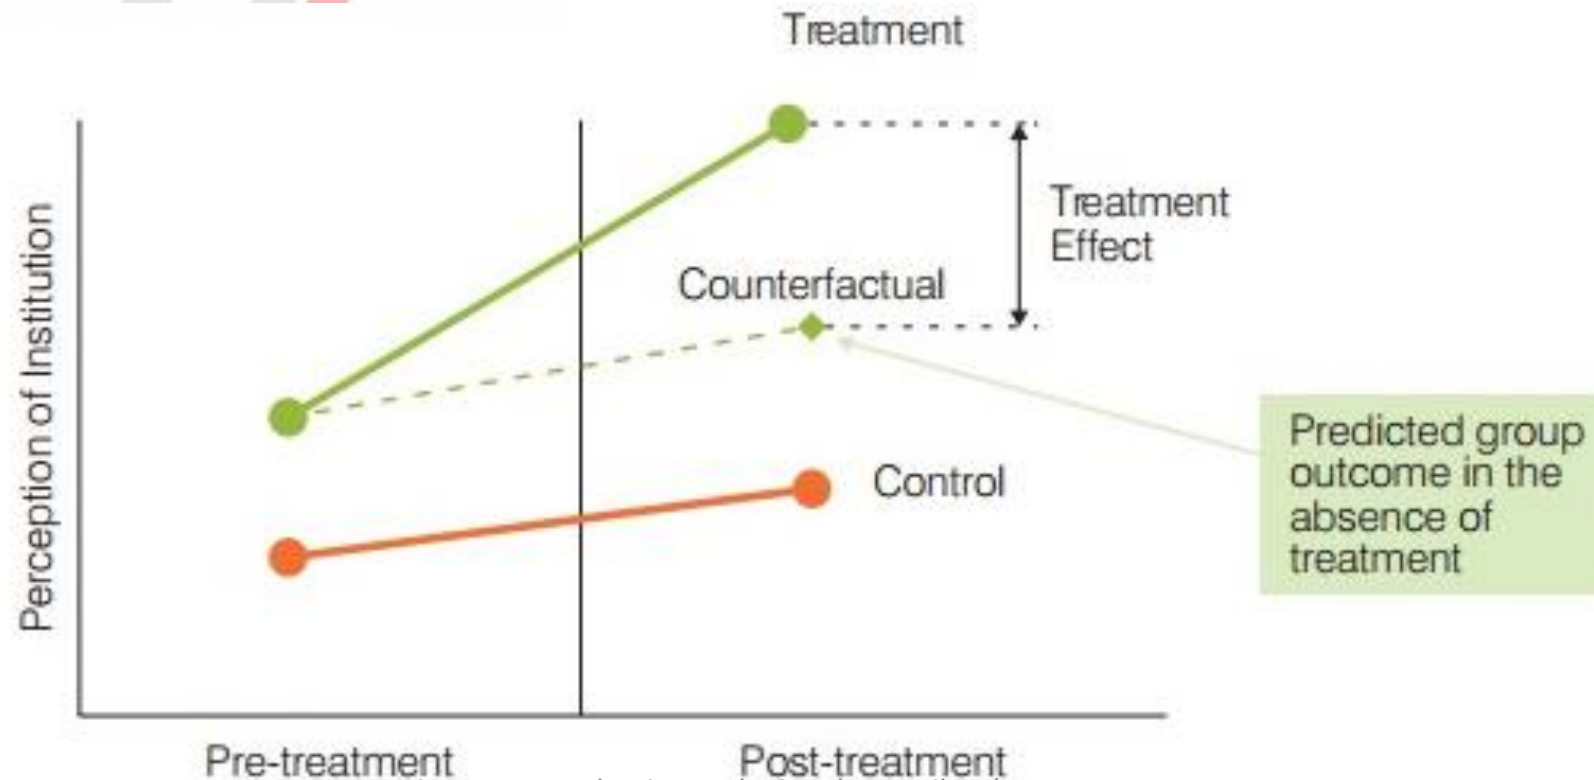 Treatment
Treatment
Effect
Counterfactual
Predicted group
outcome in the
absence of
treatment
Control
Perception of Institution
Pre-treatment
Post-treatment